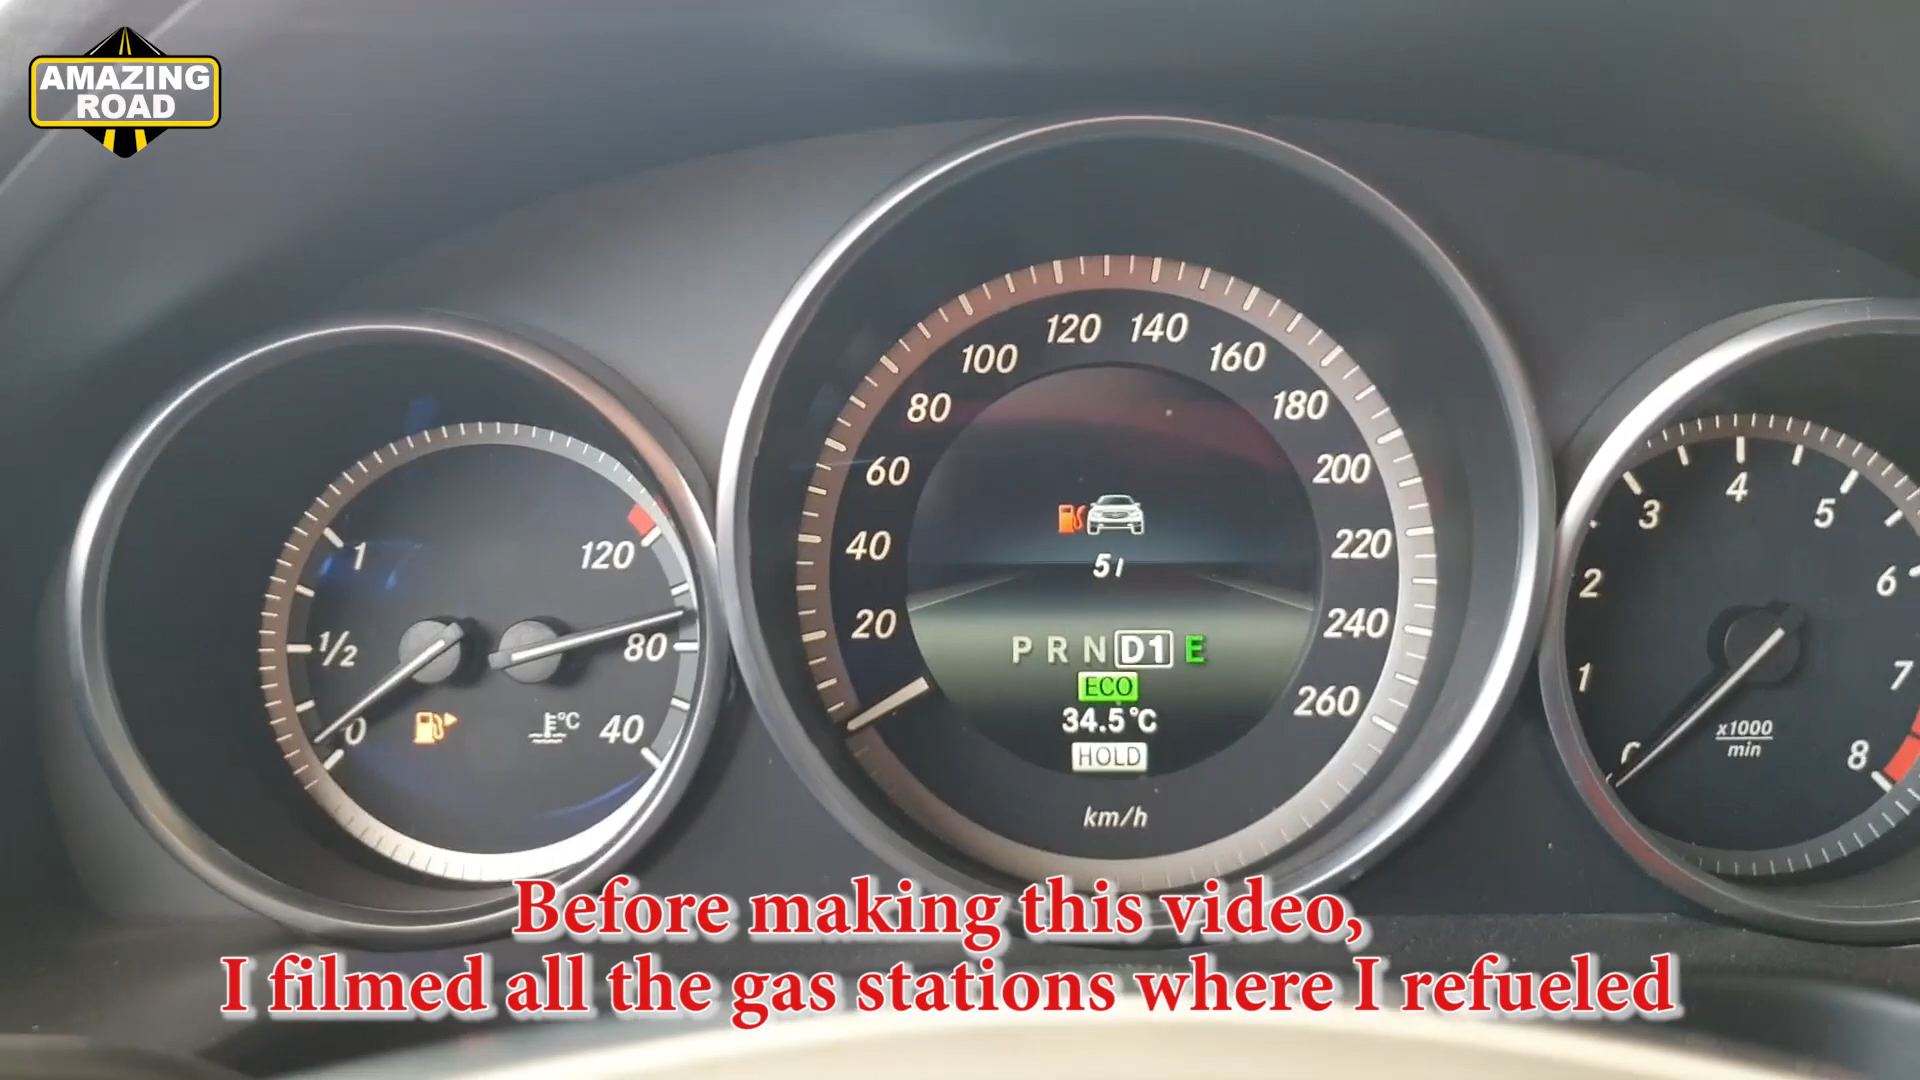 AMAZING
ROAD
1
1/2
0
120
80
40
°C
20
40
60
80
100
120
140
160
180
200
220
240
260
5 l
P R N D1 E
ECO
34.5°C
HOLD
km/h
1
2
3
4
5
6
7
8
x1000
min
Before making this video,
I filmed all the gas stations where I refueled